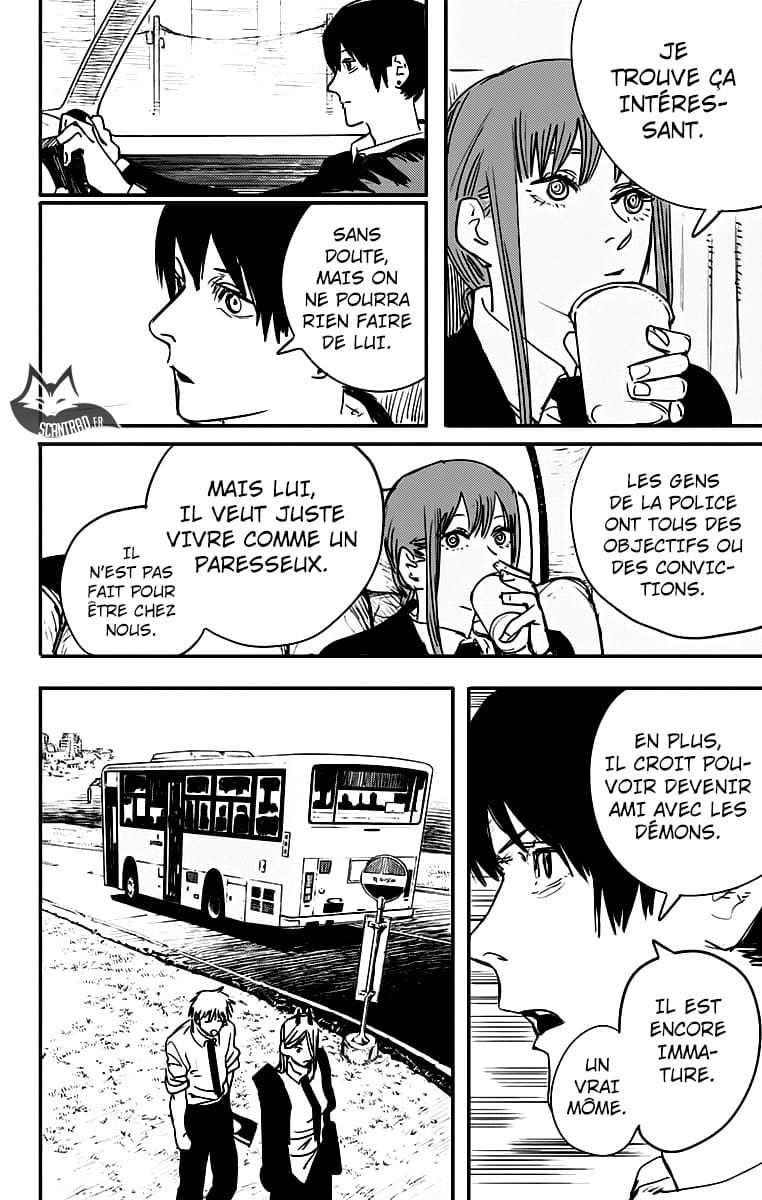 JE
TROUVE ÇA
INTÉRES-
SANT.
SANS
DOUTE,
MAIS ON
NE POURRA
RIEN FAIRE
DE LUI.
SCANTRAD.FR
LES GENS
DE LA POLICE
ONT TOUS DES
OBJECTIFS OU
DES CONVIC-
TIONS.
MAIS LUI,
IL VEUT JUSTE
VIVRE COMME UN
PARESSEUX.
IL
N'EST PAS
FAIT POUR
ÊTRE CHEZ
NOUS.
EN PLUS,
IL CROIT POU-
VOIR DEVENIR
AMI AVEC LES
DÉMONS.
IL EST
ENCORE
IMMA-
TURE.
UN
VRAI
MÔME.